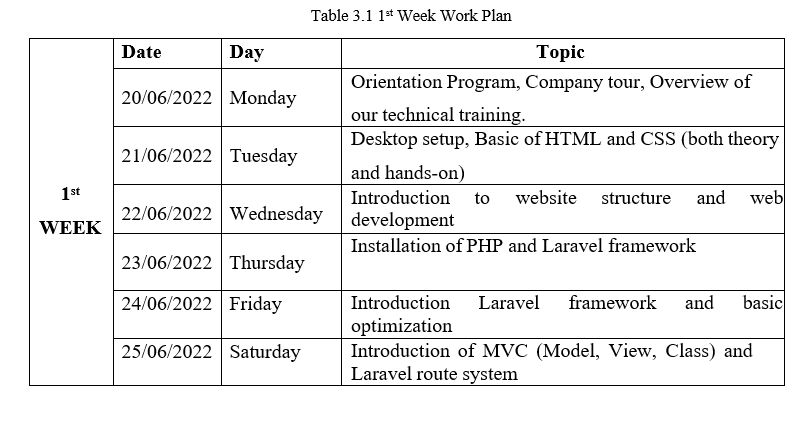 Table 3.1 1st Week Work Plan
Date Day Topic
1st
WEEK
20/06/2022 Monday Orientation Program, Company tour, Overview of
our technical training.
21/06/2022 Tuesday Desktop setup, Basic of HTML and CSS (both theory
and hands-on)
22/06/2022 Wednesday Introduction to website structure and web
development
23/06/2022 Thursday Installation of PHP and Laravel framework
24/06/2022 Friday Introduction Laravel framework and basic
optimization
25/06/2022 Saturday Introduction of MVC (Model, View, Class) and
Laravel route system